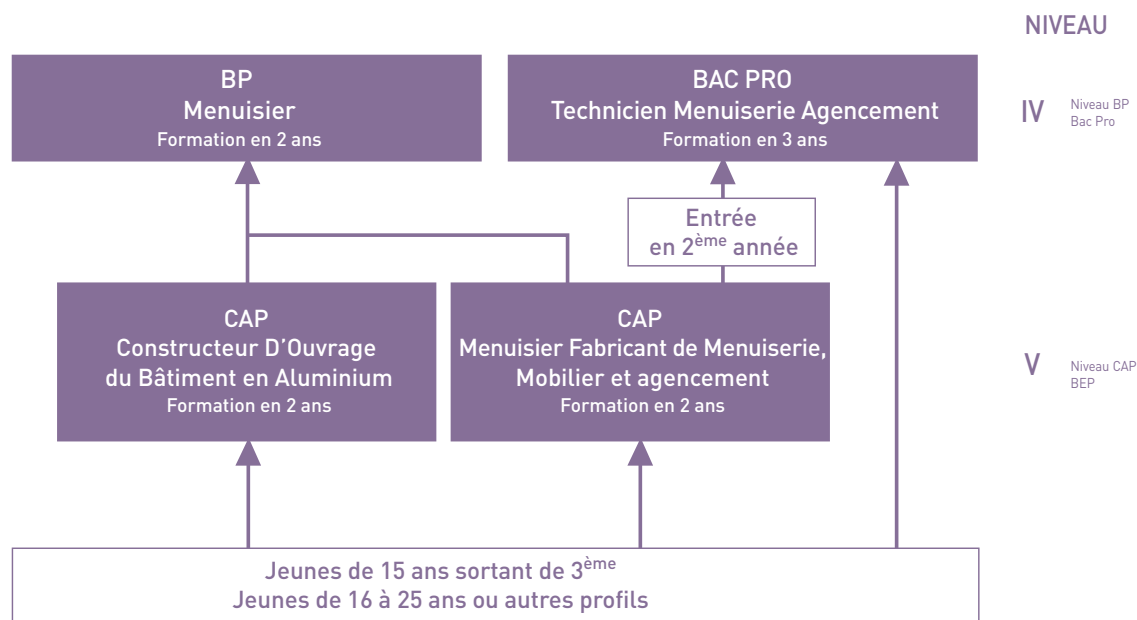 NIVEAU
BP
Menuisier
Formation en 2 ans
BAC PRO
Technicien Menuiserie Agencement
Formation en 3 ans
IV
Niveau BP
Bac Pro
Entrée
en 2ème année
CAP
Constructeur D’Ouvrage
du Bâtiment en Aluminium
Formation en 2 ans
CAP
Menuisier Fabricant de Menuiserie,
Mobilier et agencement
Formation en 2 ans
V
Niveau CAP
BEP
Jeunes de 15 ans sortant de 3ème
Jeunes de 16 à 25 ans ou autres profils